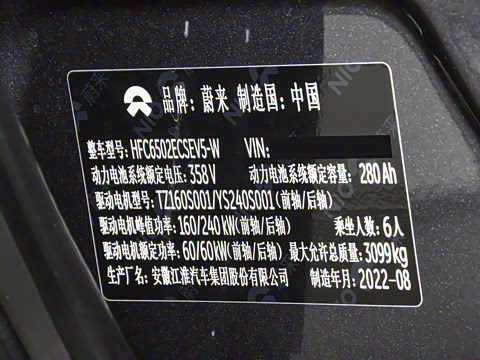 品牌：蔚来 制造国：中国
整车型号：HFC6502ECSEV5-W VIN：
动力电池系统额定电压：358V 动力电池系统额定容量：280Ah
驱动电机型号：TZ160S001/YS240S001(前轴/后轴)
驱动电机峰值功率：160/240kW(前轴/后轴) 乘坐人数：6人
驱动电机额定功率：60/60kW(前轴/后轴) 最大允许总质量：3099kg
生产厂名：安徽江淮汽车集团股份有限公司 制造年月：2022-08